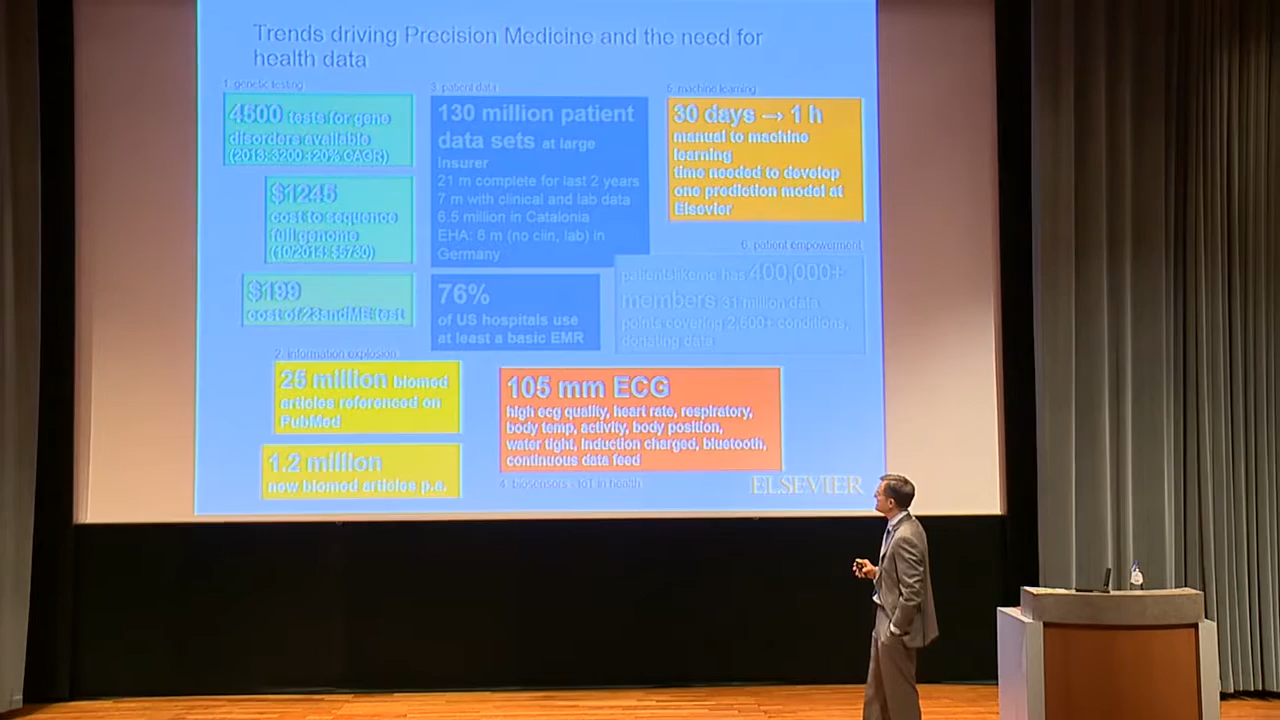 Trends driving Precision Medicine and the need for
health data
1. genetic testing
4500 tests for gene
disorders available
(2013: 3200 +20% CAGR)
$1245
cost to sequence
full genome
(10/2014: $5730)
$199
cost of 23andME test
2. information explosion
25 million biomed
articles referenced on
PubMed
1.2 million
new biomed articles p.a.
3. patient data
130 million patient
data sets at large
insurer
21 m complete for last 2 years
7 m with clinical and lab data
6.5 million in Catalonia
EHA: 6 m (no clin, lab) in
Germany
76%
of US hospitals use
at least a basic EMR
105 mm ECG
high ecg quality, heart rate, respiratory,
body temp, activity, body position,
water tight, induction charged, bluetooth,
continuous data feed
4. biosensors - IoT in health
5. machine learning
30 days → 1 h
manual to machine
learning
time needed to develop
one prediction model at
Elsevier
6. patient empowerment
patientslikeme has 400,000+
members 31 million data
points covering 2,500+ conditions,
donating data
ELSEVIER